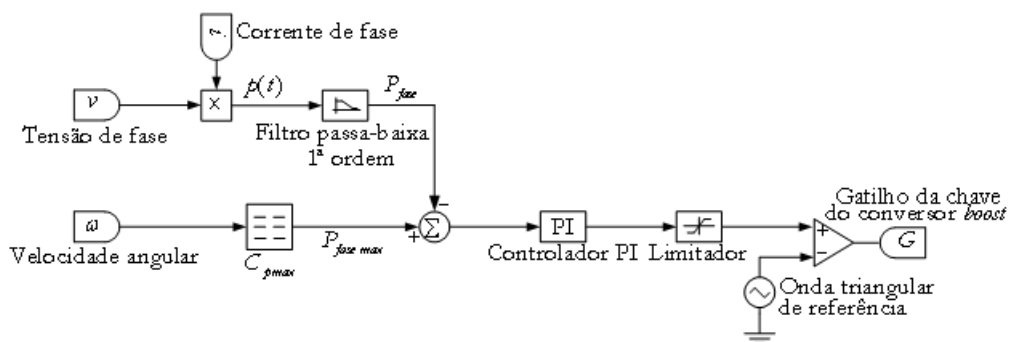 Corrente de fase
i
v
Tensão de fase
×
p(t)
P_fase
Filtro passa-baixa
1ª ordem
ω
Velocidade angular
C_pmax
P_fase max
−
+
Σ
PI
Controlador PI
Limitador
+
−
Gatilho da chave
do conversor boost
G
Onda triangular
de referência